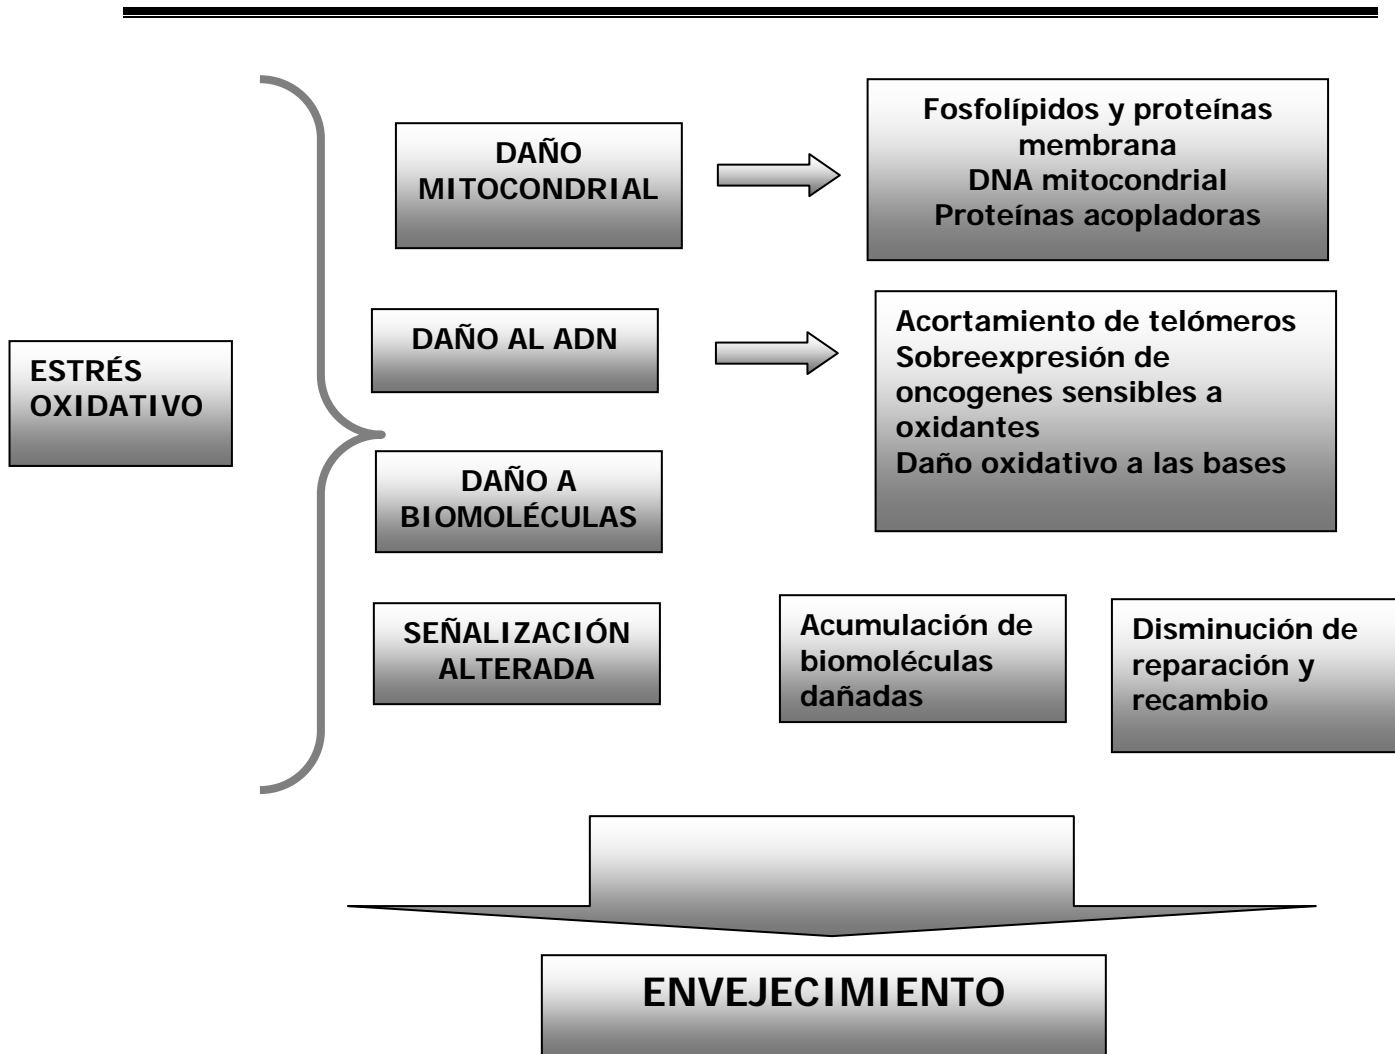 ESTRÉS
OXIDATIVO
DAÑO
MITOCONDRIAL
Fosfolípidos y proteínas
membrana
DNA mitocondrial
Proteínas acopladoras
DAÑO AL ADN
Acortamiento de telómeros
Sobreexpresión de
oncogenes sensibles a
oxidantes
Daño oxidativo a las bases
DAÑO A
BIOMOLÉCULAS
SEÑALIZACIÓN
ALTERADA
Acumulación de
biomoléculas
dañadas
Disminución de
reparación y
recambio
ENVEJECIMIENTO